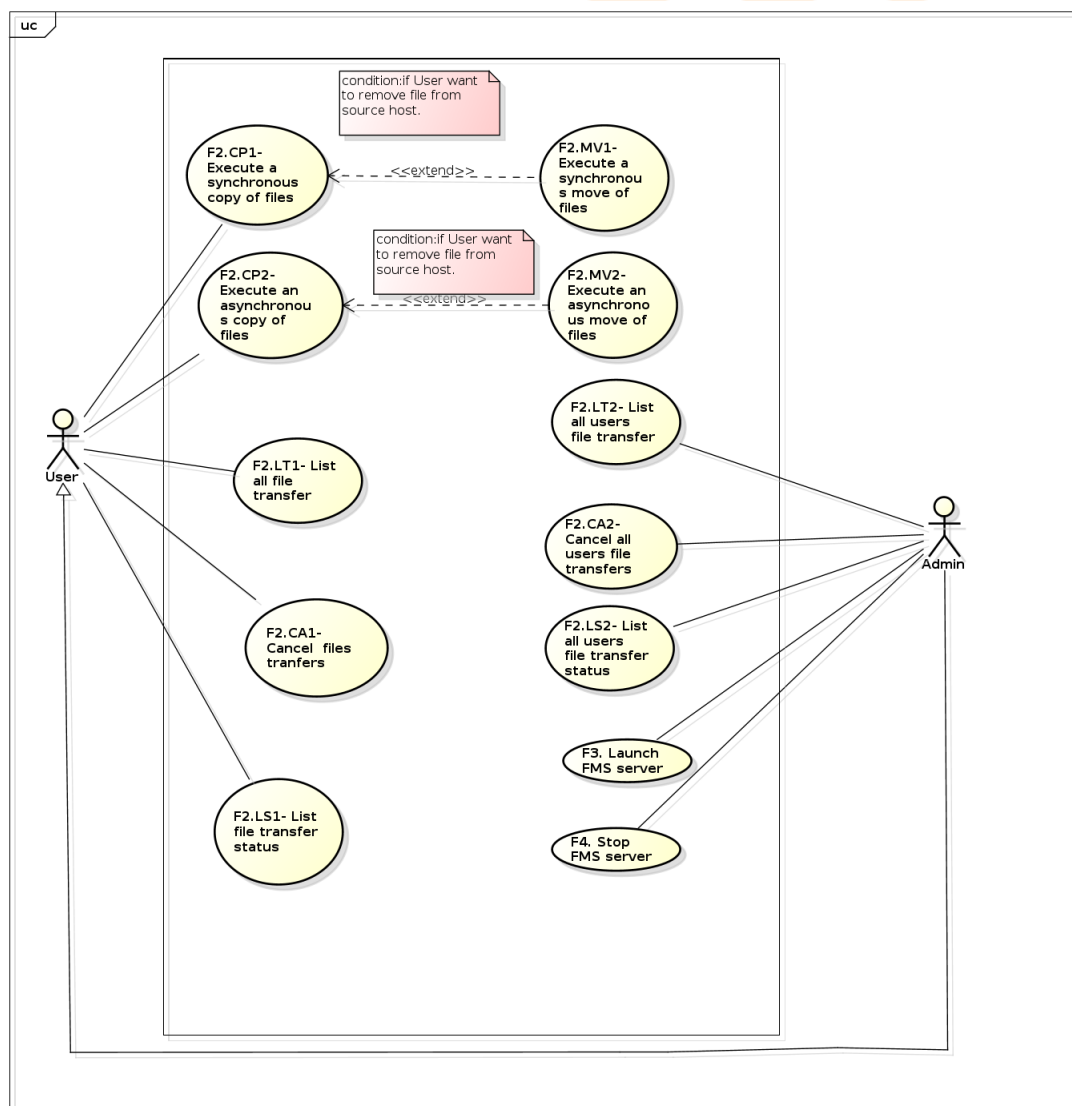 uc
condition:if User want
to remove file from
source host.
F2.CP1-
Execute a
synchronous
copy of files
<<extend>>
F2.MV1-
Execute a
synchronou
s move of
files
condition:if User want
to remove file from
source host.
F2.CP2-
Execute an
asynchronou
s copy of
files
<<extend>>
F2.MV2-
Execute an
asynchrono
us move of
files
F2.LT2- List
all users
file transfer
User
F2.LT1- List
all file
transfer
F2.CA2-
Cancel all
users file
transfers
Admin
F2.CA1-
Cancel files
tranfers
F2.LS2- List
all users
file transfer
status
F3. Launch
FMS server
F2.LS1- List
file transfer
status
F4. Stop
FMS server